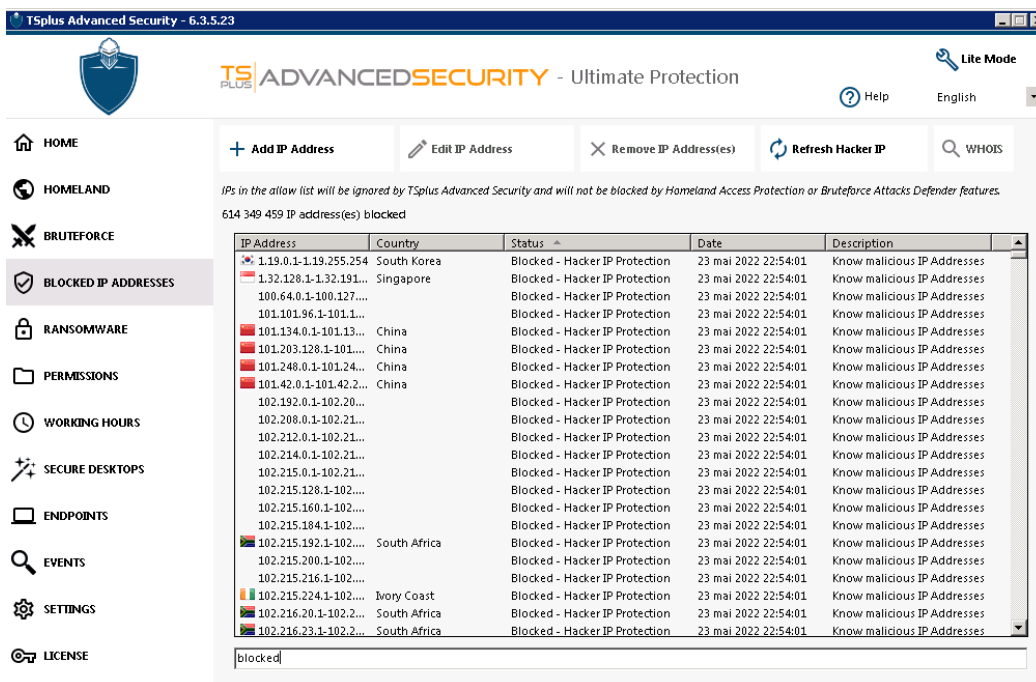 TSplus Advanced Security - 6.3.5.23
TS PLUS ADVANCEDSECURITY - Ultimate Protection
Lite Mode
Help
English
HOME
HOMELAND
BRUTEFORCE
BLOCKED IP ADDRESSES
RANSOMWARE
PERMISSIONS
WORKING HOURS
SECURE DESKTOPS
ENDPOINTS
EVENTS
SETTINGS
LICENSE
Add IP Address Edit IP Address Remove IP Address(es) Refresh Hacker IP WHOIS
IPs in the allow list will be ignored by TSplus Advanced Security and will not be blocked by Homeland Access Protection or Bruteforce Attacks Defender features.
614 349 459 IP address(es) blocked
IP Address Country Status Date Description
1.19.0.1-1.19.255.254 South Korea Blocked - Hacker IP Protection 23 mai 2022 22:54:01 Know malicious IP Addresses
1.32.128.1-1.32.191... Singapore Blocked - Hacker IP Protection 23 mai 2022 22:54:01 Know malicious IP Addresses
100.64.0.1-100.127.... Blocked - Hacker IP Protection 23 mai 2022 22:54:01 Know malicious IP Addresses
101.101.96.1-101.1... Blocked - Hacker IP Protection 23 mai 2022 22:54:01 Know malicious IP Addresses
101.134.0.1-101.13... China Blocked - Hacker IP Protection 23 mai 2022 22:54:01 Know malicious IP Addresses
101.203.128.1-101.... China Blocked - Hacker IP Protection 23 mai 2022 22:54:01 Know malicious IP Addresses
101.248.0.1-101.24... China Blocked - Hacker IP Protection 23 mai 2022 22:54:01 Know malicious IP Addresses
101.42.0.1-101.42.2... China Blocked - Hacker IP Protection 23 mai 2022 22:54:01 Know malicious IP Addresses
102.192.0.1-102.20... Blocked - Hacker IP Protection 23 mai 2022 22:54:01 Know malicious IP Addresses
102.208.0.1-102.21... Blocked - Hacker IP Protection 23 mai 2022 22:54:01 Know malicious IP Addresses
102.212.0.1-102.21... Blocked - Hacker IP Protection 23 mai 2022 22:54:01 Know malicious IP Addresses
102.214.0.1-102.21... Blocked - Hacker IP Protection 23 mai 2022 22:54:01 Know malicious IP Addresses
102.215.0.1-102.21... Blocked - Hacker IP Protection 23 mai 2022 22:54:01 Know malicious IP Addresses
102.215.128.1-102.... Blocked - Hacker IP Protection 23 mai 2022 22:54:01 Know malicious IP Addresses
102.215.160.1-102.... Blocked - Hacker IP Protection 23 mai 2022 22:54:01 Know malicious IP Addresses
102.215.184.1-102.... Blocked - Hacker IP Protection 23 mai 2022 22:54:01 Know malicious IP Addresses
102.215.192.1-102.... South Africa Blocked - Hacker IP Protection 23 mai 2022 22:54:01 Know malicious IP Addresses
102.215.200.1-102.... Blocked - Hacker IP Protection 23 mai 2022 22:54:01 Know malicious IP Addresses
102.215.216.1-102.... Blocked - Hacker IP Protection 23 mai 2022 22:54:01 Know malicious IP Addresses
102.215.224.1-102.... Ivory Coast Blocked - Hacker IP Protection 23 mai 2022 22:54:01 Know malicious IP Addresses
102.216.20.1-102.2... South Africa Blocked - Hacker IP Protection 23 mai 2022 22:54:01 Know malicious IP Addresses
102.216.23.1-102.2... South Africa Blocked - Hacker IP Protection 23 mai 2022 22:54:01 Know malicious IP Addresses
blocked